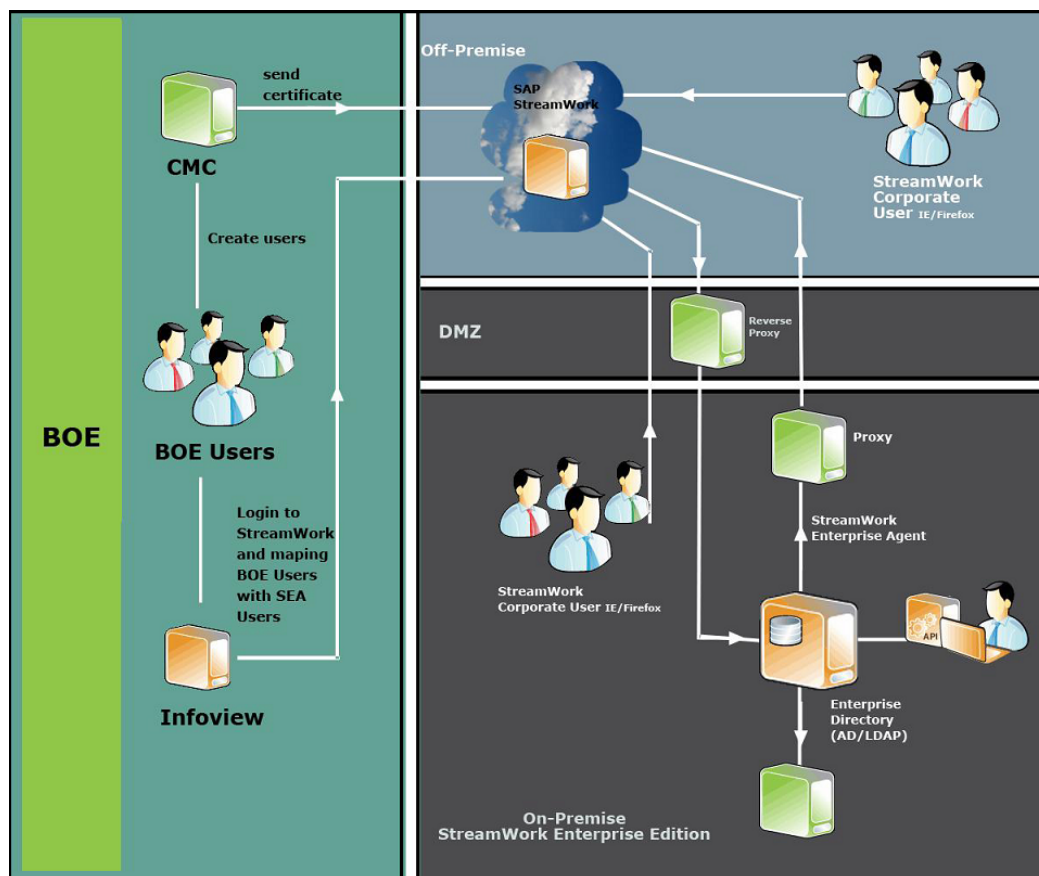 BOE
send
certificate
CMC
Create users
BOE Users
Login to
StreamWork
and maping
BOE Users
with SEA
Users
Infoview
Off-Premise
SAP
StreamWork
StreamWork
Corporate
User IE/Firefox
DMZ
Reverse
Proxy
Proxy
StreamWork
Enterprise Agent
StreamWork
Corporate User IE/Firefox
API
Enterprise
Directory
(AD/LDAP)
On-Premise
StreamWork Enterprise Edition